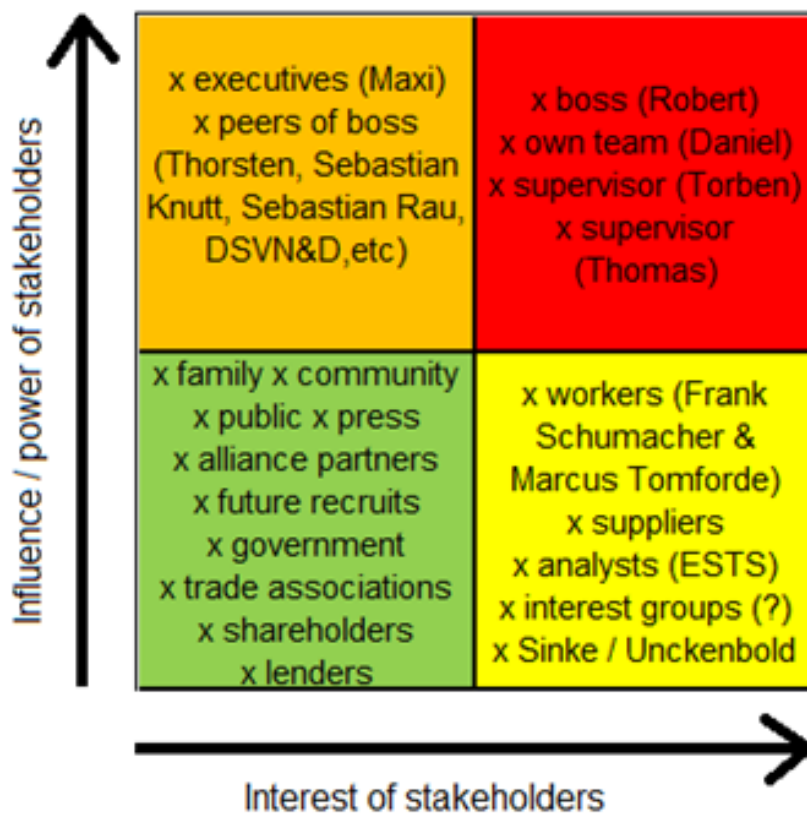 Influence / power of stakeholders
x executives (Maxi)
x peers of boss
(Thorsten, Sebastian
Knutt, Sebastian Rau,
DSVN&D,etc)
x boss (Robert)
x own team (Daniel)
x supervisor (Torben)
x supervisor
(Thomas)
x family x community
x public x press
x alliance partners
x future recruits
x government
x trade associations
x shareholders
x lenders
x workers (Frank
Schumacher &
Marcus Tomforde)
x suppliers
x analysts (ESTS)
x interest groups (?)
x Sinke / Unckenbold
Interest of stakeholders